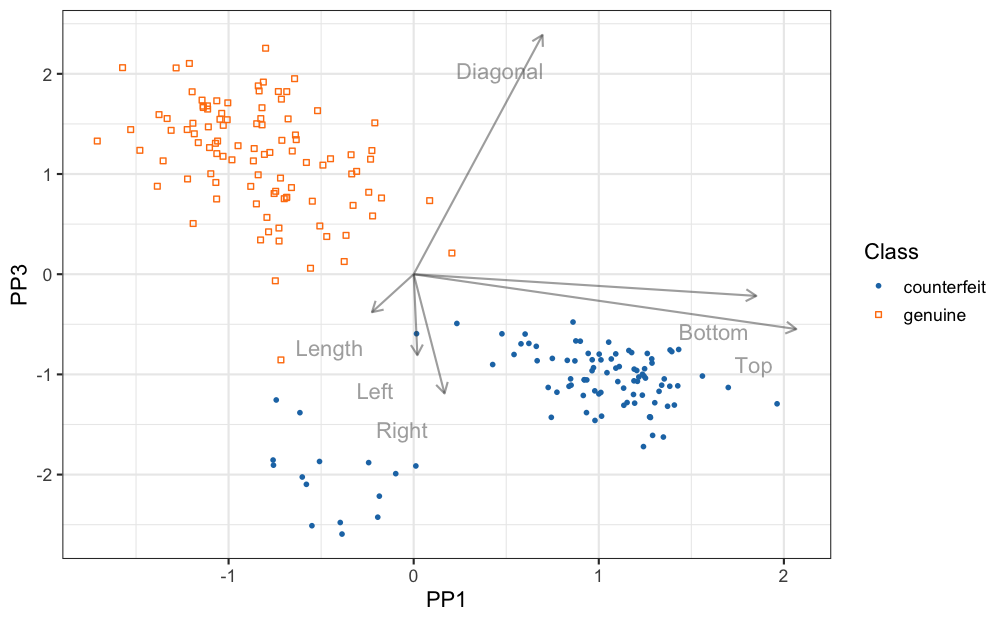 2
1
0
-1
-2
PP3
-1
0
1
2
PP1
Diagonal
Length
Left
Right
Bottom
Top
Class
counterfeit
genuine